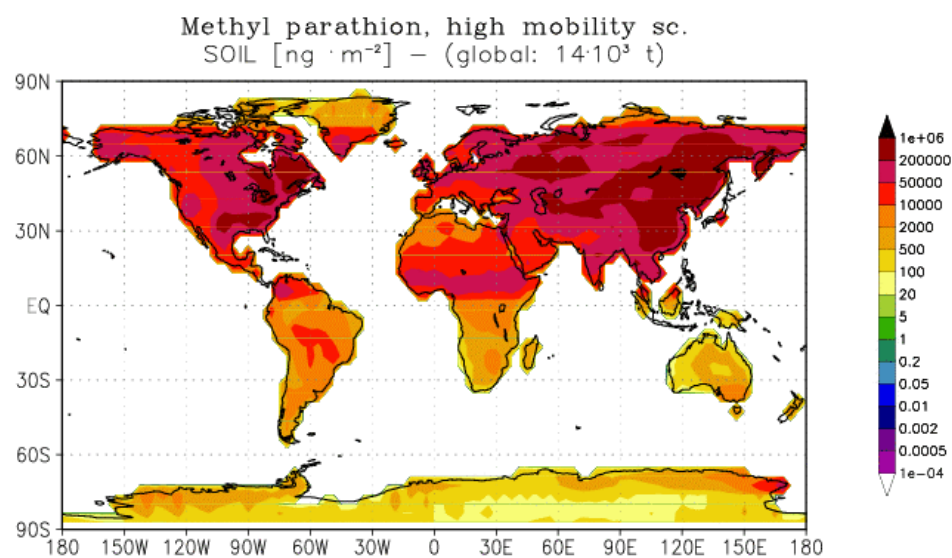 Methyl parathion, high mobility sc.
SOIL [ng ·m⁻²] – (global: 14·10³ t)
90N
60N
30N
EQ
30S
60S
90S
180 150W 120W 90W 60W 30W 0 30E 60E 90E 120E 150E 180
1e+06
200000
50000
10000
2000
500
100
20
5
1
0.2
0.05
0.01
0.002
0.0005
1e-04